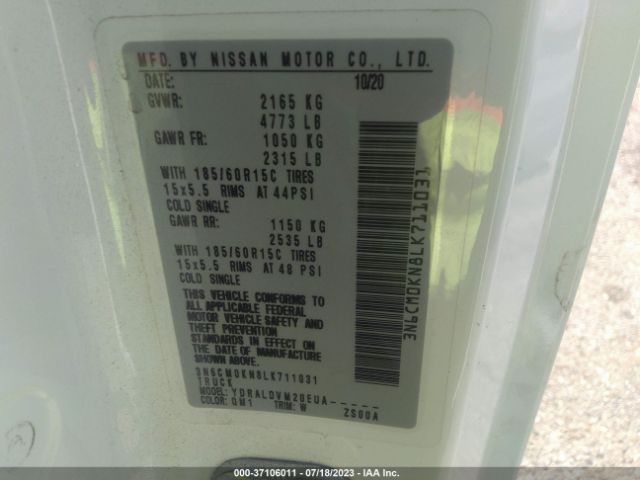 MFD. BY NISSAN MOTOR CO., LTD.
DATE: 10/20
GVWR: 2165 KG
4773 LB
GAWR FR: 1050 KG
2315 LB
WITH 185/60R15C TIRES
15x5.5 RIMS AT 44PSI
COLD SINGLE
GAWR RR: 1150 KG
2535 LB
WITH 185/60R15C TIRES
15x5.5 RIMS AT 48 PSI
COLD SINGLE
THIS VEHICLE CONFORMS TO
ALL APPLICABLE FEDERAL
MOTOR VEHICLE SAFETY AND
THEFT PREVENTION
STANDARDS IN EFFECT ON
THE DATE OF MANUFACTURE
SHOWN ABOVE.
3N6CM0KN8LK711031
TRUCK
MODEL: YDRALDVM20EUA-----
COLOR: QM1 TRIM: W ZS00A
3N6CM0KN8LK711031
000-37106011 - 07/18/2023 - IAA Inc.